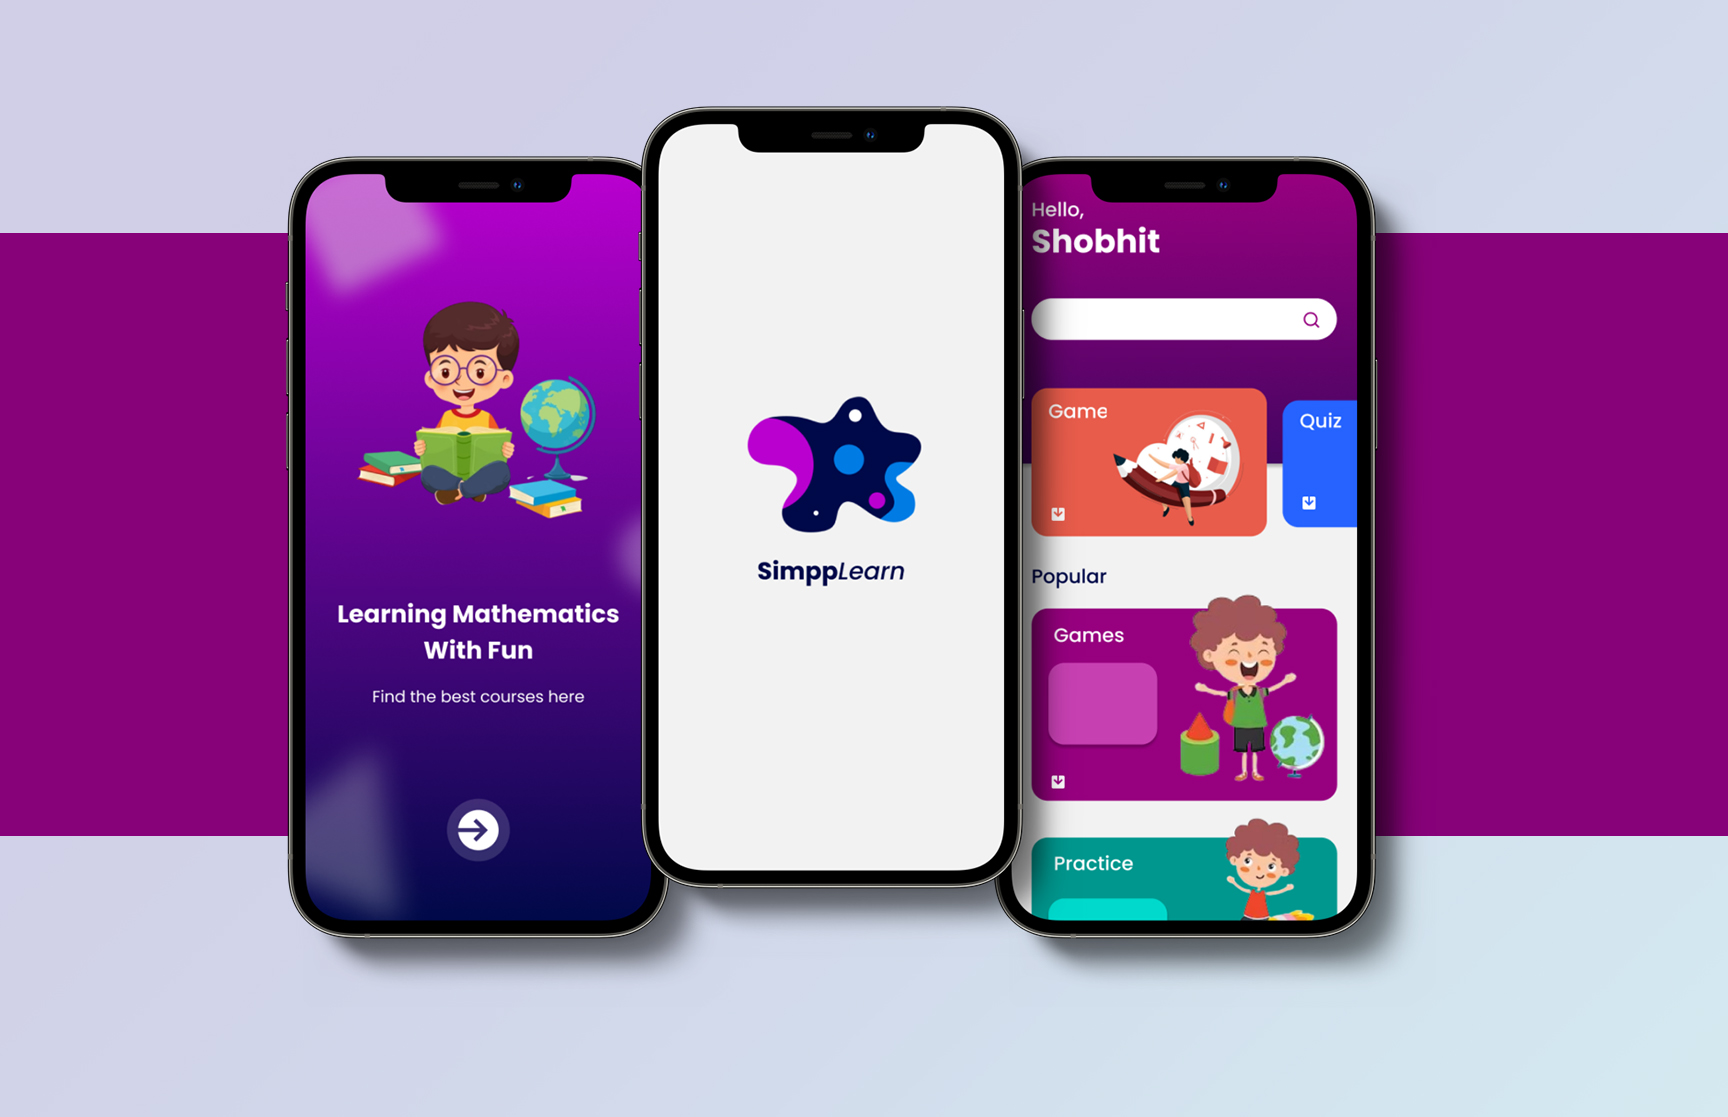 Learning Mathematics
With Fun
Find the best courses here
SimppLearn
Hello,
Shobhit
Game
Quiz
Popular
Games
Practice